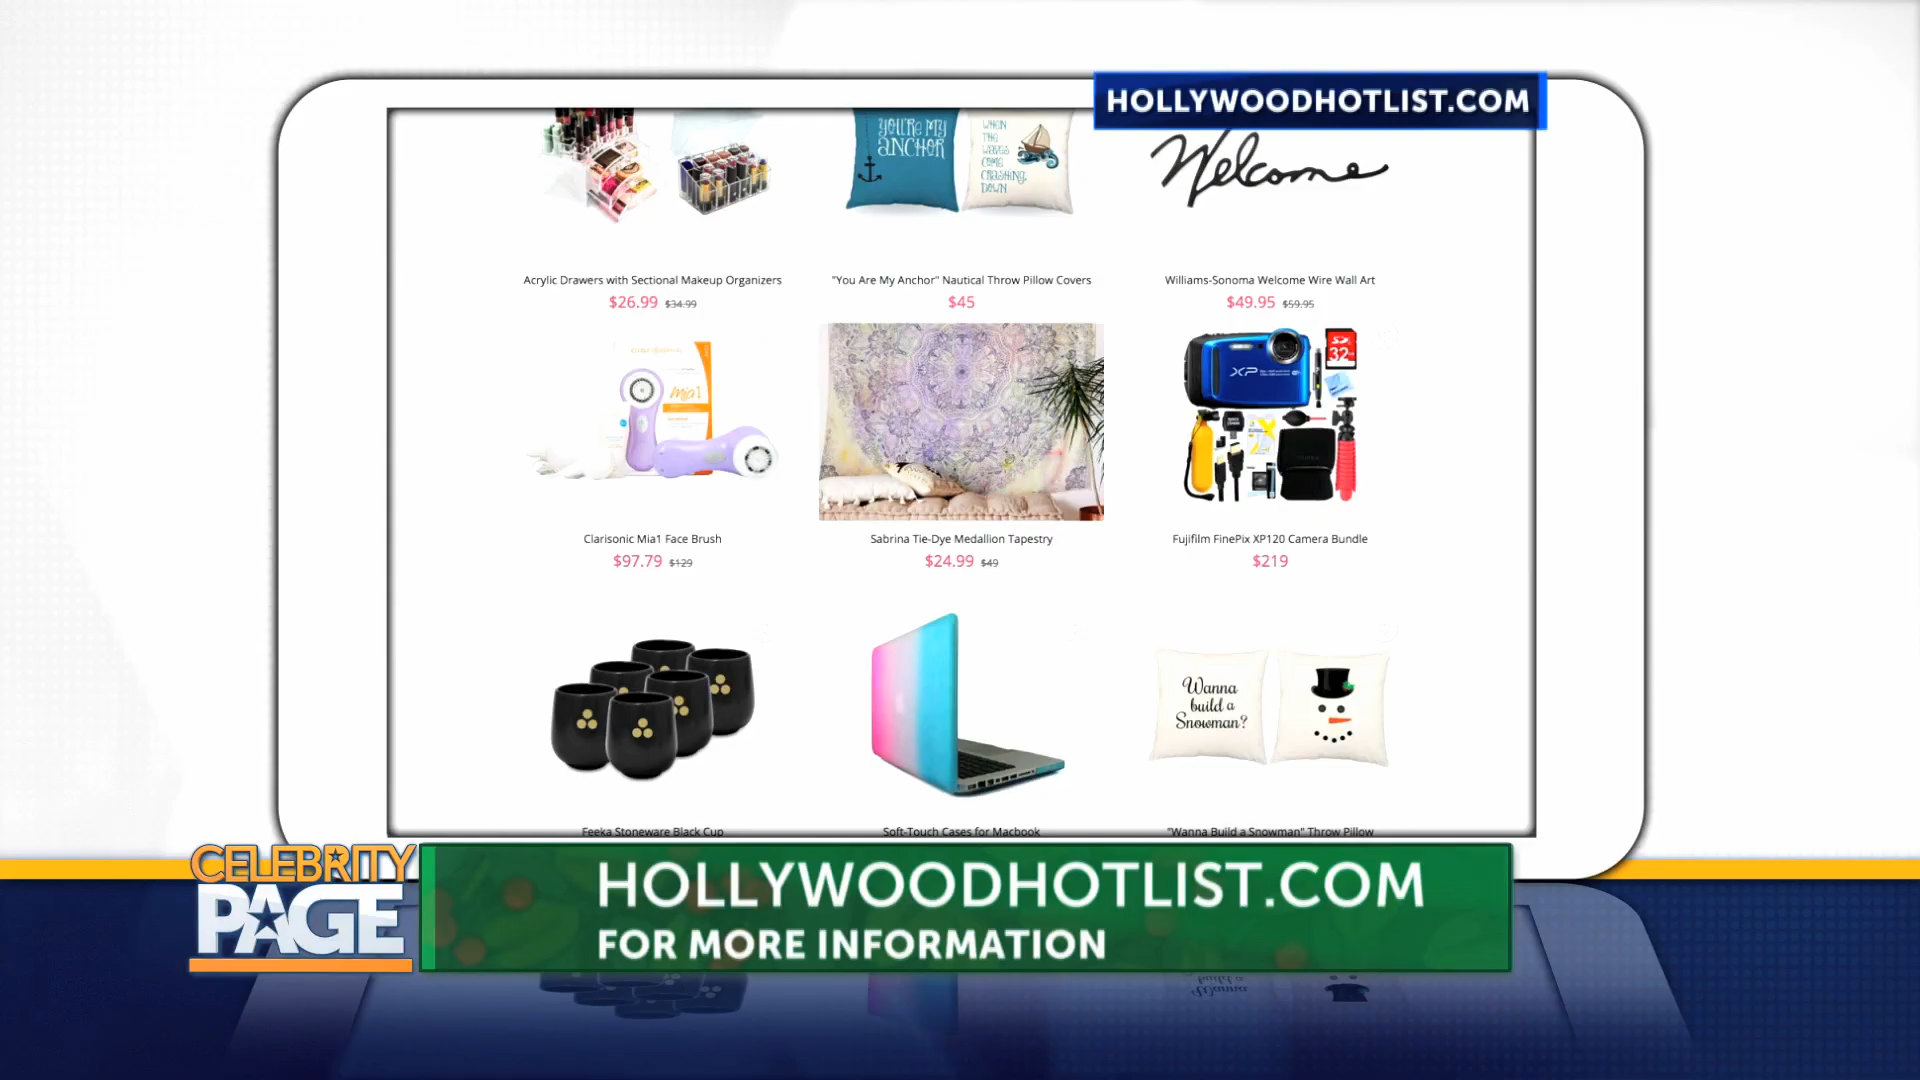 HOLLYWOODHOTLIST.COM
YOU'RE MY
ANCHOR
WHEN
THE
WAVES
COME
CRASHING
DOWN
Welcome
Acrylic Drawers with Sectional Makeup Organizers
"You Are My Anchor" Nautical Throw Pillow Covers
Williams-Sonoma Welcome Wire Wall Art
$26.99 $34.99
$45
$49.95 $59.95
clarisonic
mia1
XP
SD
32
Clarisonic Mia1 Face Brush
Sabrina Tie-Dye Medallion Tapestry
Fujifilm FinePix XP120 Camera Bundle
$97.79 $129
$24.99 $49
$219
Wanna
build a
Snowman?
Feeka Stoneware Black Cup
Soft-Touch Cases for Macbook
"Wanna Build a Snowman" Throw Pillow
CELEBRITY
PAGE
HOLLYWOODHOTLIST.COM
FOR MORE INFORMATION